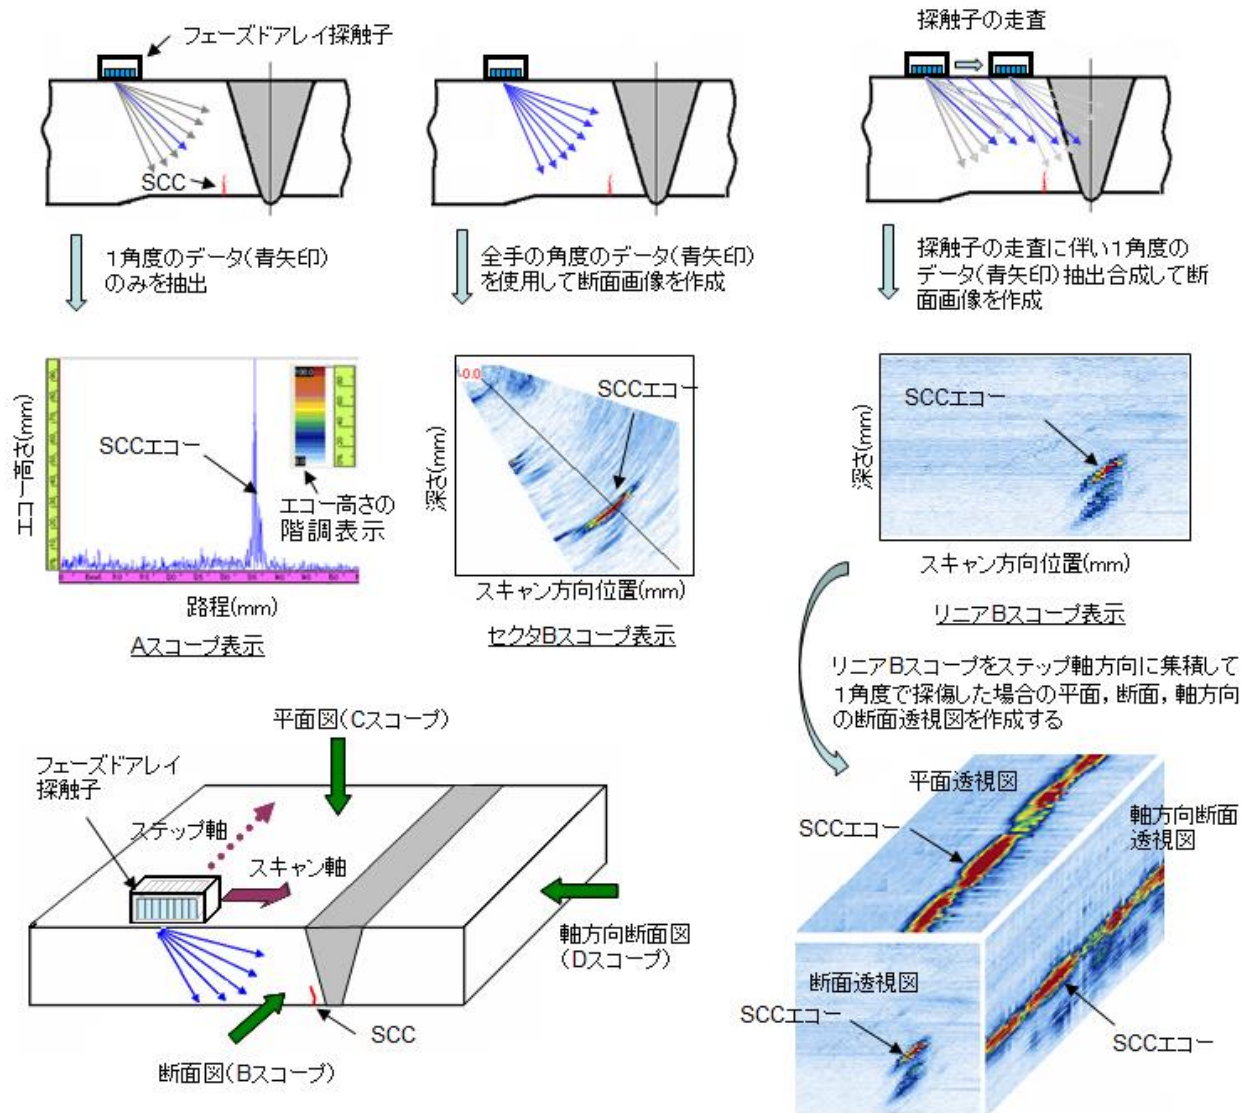 フェーズドアレイ探触子
探触子の走査
SCC
1角度のデータ(青矢印)
のみを抽出
全手の角度のデータ(青矢印)
を使用して断面画像を作成
探触子の走査に伴い1角度の
データ(青矢印)抽出合成して断
面画像を作成
エコー高さ(mm)
SCCエコー
100.0
0.0
エコー高さの
階調表示
路程(mm)
Aスコープ表示
深さ(mm)
0.0
SCCエコー
スキャン方向位置(mm)
セクタBスコープ表示
深さ(mm)
SCCエコー
スキャン方向位置(mm)
リニアBスコープ表示
リニアBスコープをステップ軸方向に集積して
1角度で探傷した場合の平面,断面,軸方向
の断面透視図を作成する
平面図(Cスコープ)
フェーズドアレイ
探触子
ステップ軸
スキャン軸
軸方向断面図
(Dスコープ)
SCC
断面図(Bスコープ)
平面透視図
SCCエコー
軸方向断面
透視図
断面透視図
SCCエコー
SCCエコー